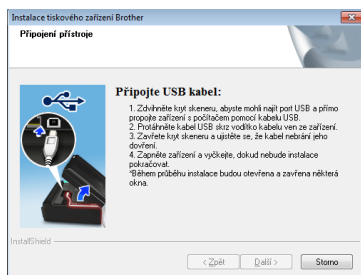 Instalace tiskového zařízení Brother
Připojení přístroje
Připojte USB kabel:
1. Zdvihněte kryt skeneru, abyste mohli najít port USB a přímo
propojte zařízení s počítačem pomocí kabelu USB.
2. Protáhněte kabel USB skrz vodítko kabelu ven ze zařízení.
3. Zavřete kryt skeneru a ujistěte se, že kabel nebrání jeho
dovření.
4. Zapněte zařízení a vyčkejte, dokud nebude instalace
pokračovat.
*Během průběhu instalace budou otevřena a zavřena některá
okna.
InstallShield
< Zpět
Další >
Storno